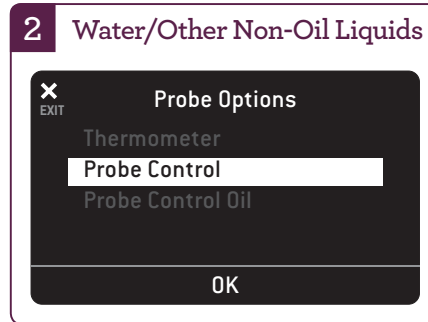 2 Water/Other Non-Oil Liquids
EXIT
Probe Options
Thermometer
Probe Control
Probe Control Oil
OK